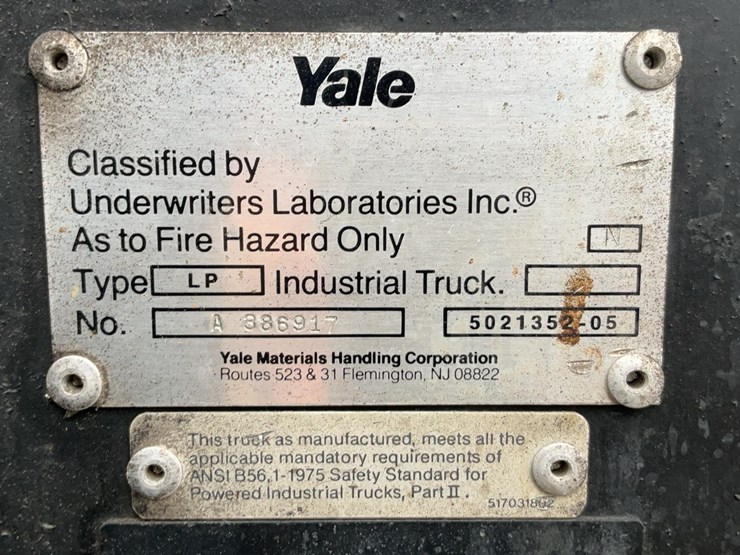 Yale
Classified by
Underwriters Laboratories Inc.®
As to Fire Hazard Only N
Type LP Industrial Truck.
No. A 386917 5021352-05
Yale Materials Handling Corporation
Routes 523 & 31 Flemington, NJ 08822
This truck as manufactured, meets all the
applicable mandatory requirements of
ANSI B56.1-1975 Safety Standard for
Powered Industrial Trucks, Part II.
517031802